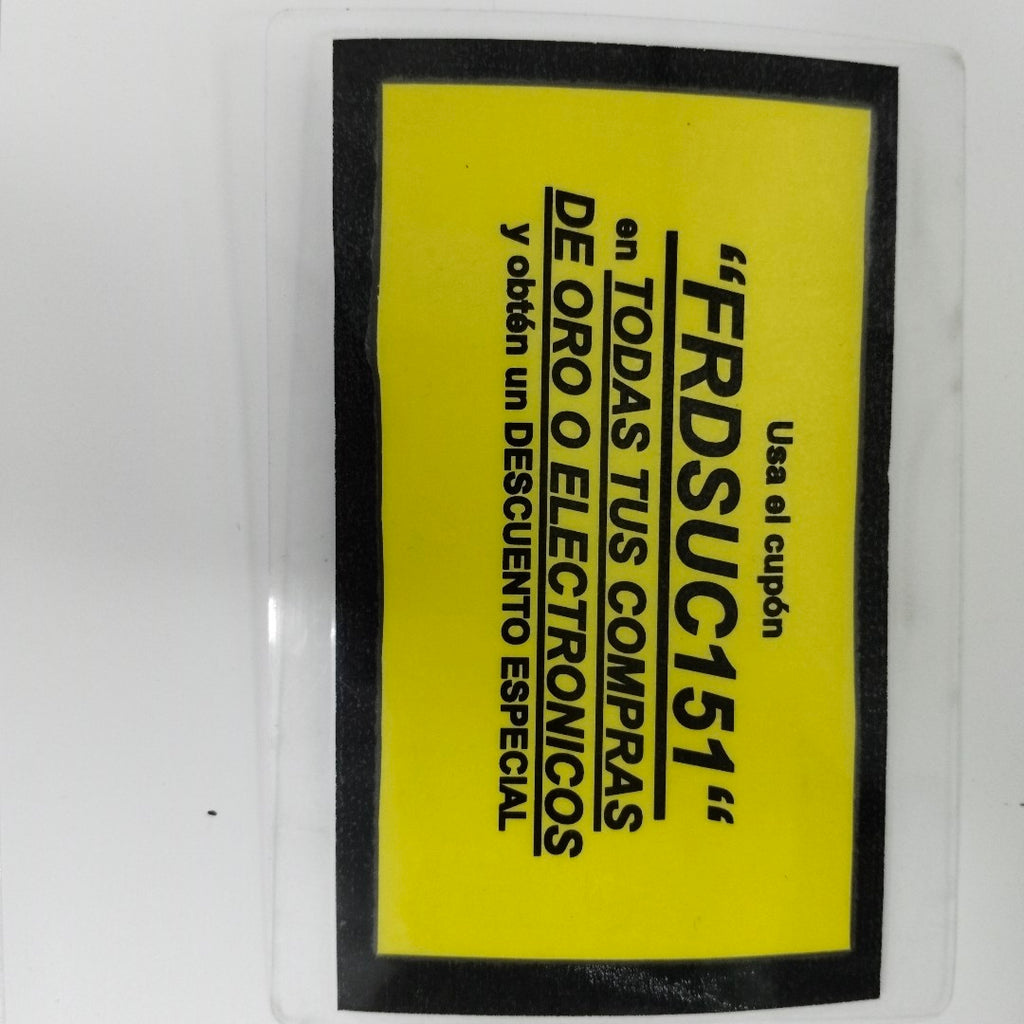 Usa el cupón
“FRDSUC151“
en TODAS TUS COMPRAS
DE ORO O ELECTRONICOS
y obtén un DESCUENTO ESPECIAL